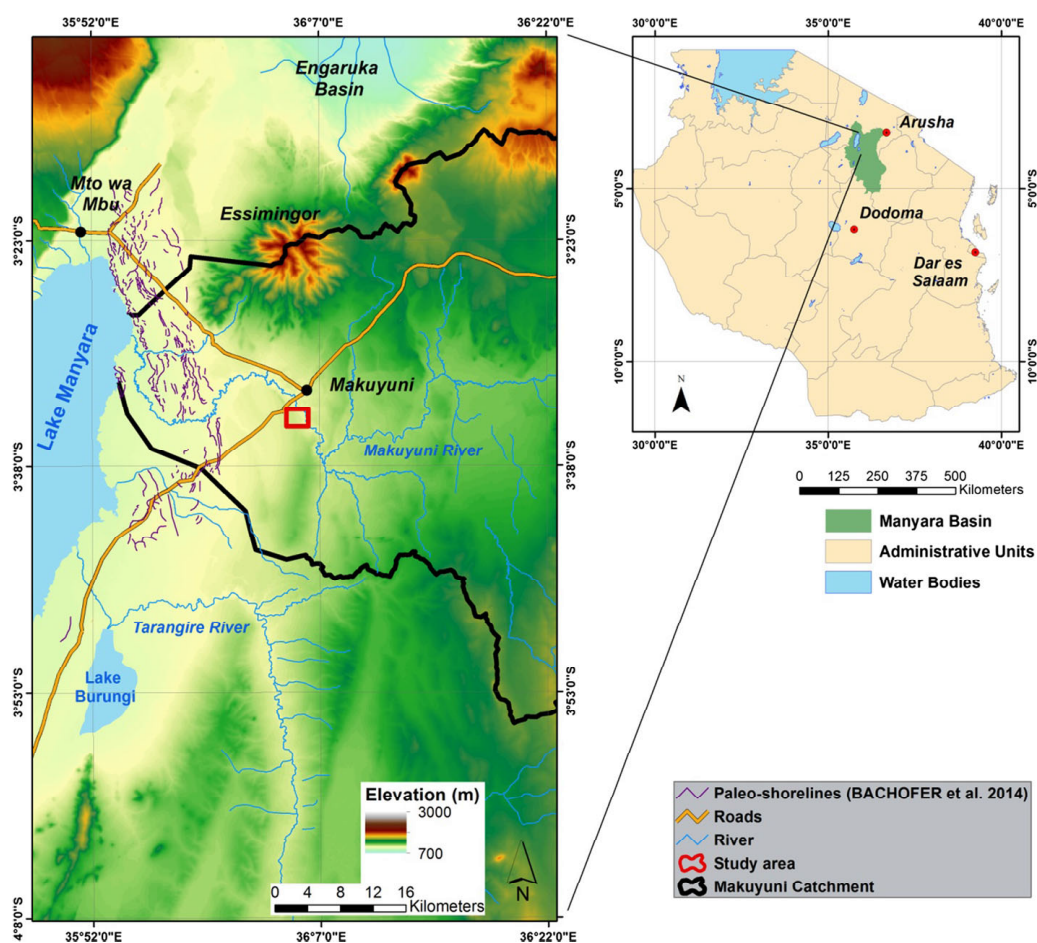 35°52'0"E
36°7'0"E
36°22'0"E
Engaruka
Basin
Mto wa
Mbu
Essimingor
3°23'0''S
3°23'0''S
Lake Manyara
Makuyuni
Makuyuni River
3°38'0''S
3°38'0''S
Tarangire River
Lake
Burungi
3°53'0''S
3°53'0''S
Elevation (m)
3000
700
0 4 8 12 16
Kilometers
N
4°8'0''S
4°8'0''S
35°52'0"E
36°7'0"E
36°22'0"E
30°0'0"E
35°0'0"E
40°0'0"E
Arusha
5°0'0"S
5°0'0"S
Dodoma
Dar es
Salaam
10°0'0"S
10°0'0"S
N
30°0'0"E
35°0'0"E
40°0'0"E
0 125 250 375 500
Kilometers
Manyara Basin
Administrative Units
Water Bodies
Paleo-shorelines (BACHOFER et al. 2014)
Roads
River
Study area
Makuyuni Catchment